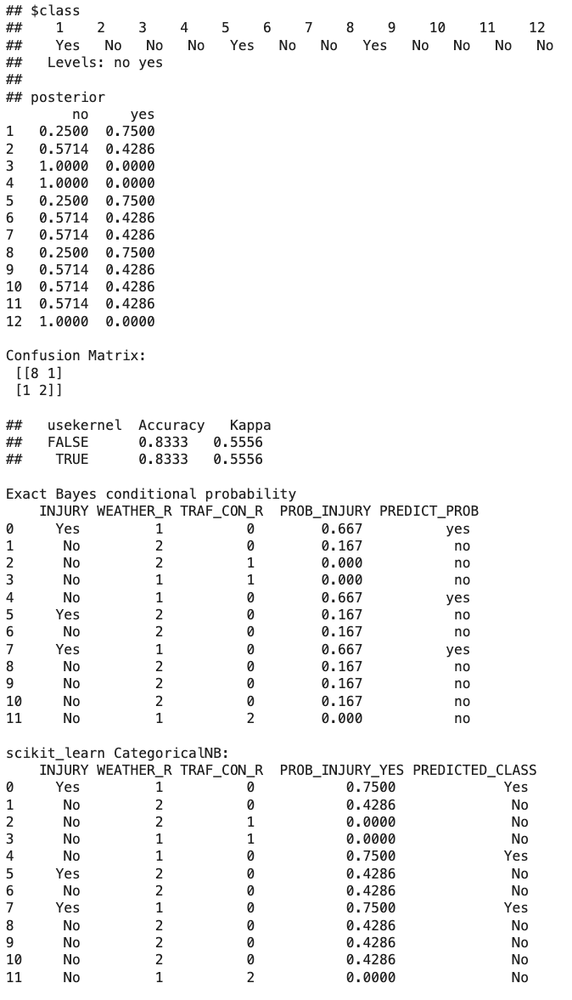 ## $class
## 1 2 3 4 5 6 7 8 9 10 11 12
## Yes No No No Yes No No Yes No No No No
## Levels: no yes
##
## posterior
no yes
1 0.2500 0.7500
2 0.5714 0.4286
3 1.0000 0.0000
4 1.0000 0.0000
5 0.2500 0.7500
6 0.5714 0.4286
7 0.5714 0.4286
8 0.2500 0.7500
9 0.5714 0.4286
10 0.5714 0.4286
11 0.5714 0.4286
12 1.0000 0.0000
Confusion Matrix:
[[8 1]
[1 2]]
## usekernel Accuracy Kappa
## FALSE 0.8333 0.5556
## TRUE 0.8333 0.5556
Exact Bayes conditional probability
INJURY WEATHER_R TRAF_CON_R PROB_INJURY PREDICT_PROB
0 Yes 1 0 0.667 yes
1 No 2 0 0.167 no
2 No 2 1 0.000 no
3 No 1 1 0.000 no
4 No 1 0 0.667 yes
5 Yes 2 0 0.167 no
6 No 2 0 0.167 no
7 Yes 1 0 0.667 yes
8 No 2 0 0.167 no
9 No 2 0 0.167 no
10 No 2 0 0.167 no
11 No 1 2 0.000 no
scikit_learn CategoricalNB:
INJURY WEATHER_R TRAF_CON_R PROB_INJURY_YES PREDICTED_CLASS
0 Yes 1 0 0.7500 Yes
1 No 2 0 0.4286 No
2 No 2 1 0.0000 No
3 No 1 1 0.0000 No
4 No 1 0 0.7500 Yes
5 Yes 2 0 0.4286 No
6 No 2 0 0.4286 No
7 Yes 1 0 0.7500 Yes
8 No 2 0 0.4286 No
9 No 2 0 0.4286 No
10 No 2 0 0.4286 No
11 No 1 2 0.0000 No